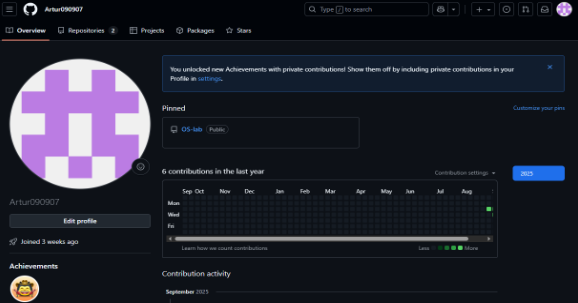 Artur090907
Type / to search
Overview
Repositories 2
Projects
Packages
Stars
You unlocked new Achievements with private contributions! Show them off by including private contributions in your
Profile in settings.
Pinned
Customize your pins
OS-lab Public
6 contributions in the last year
Contribution settings
2025
Sep Oct Nov Dec Jan Feb Mar Apr May Jun Jul Aug
Mon
Wed
Fri
Learn how we count contributions
Less More
Artur090907
Edit profile
Joined 3 weeks ago
Achievements
Contribution activity
September 2025